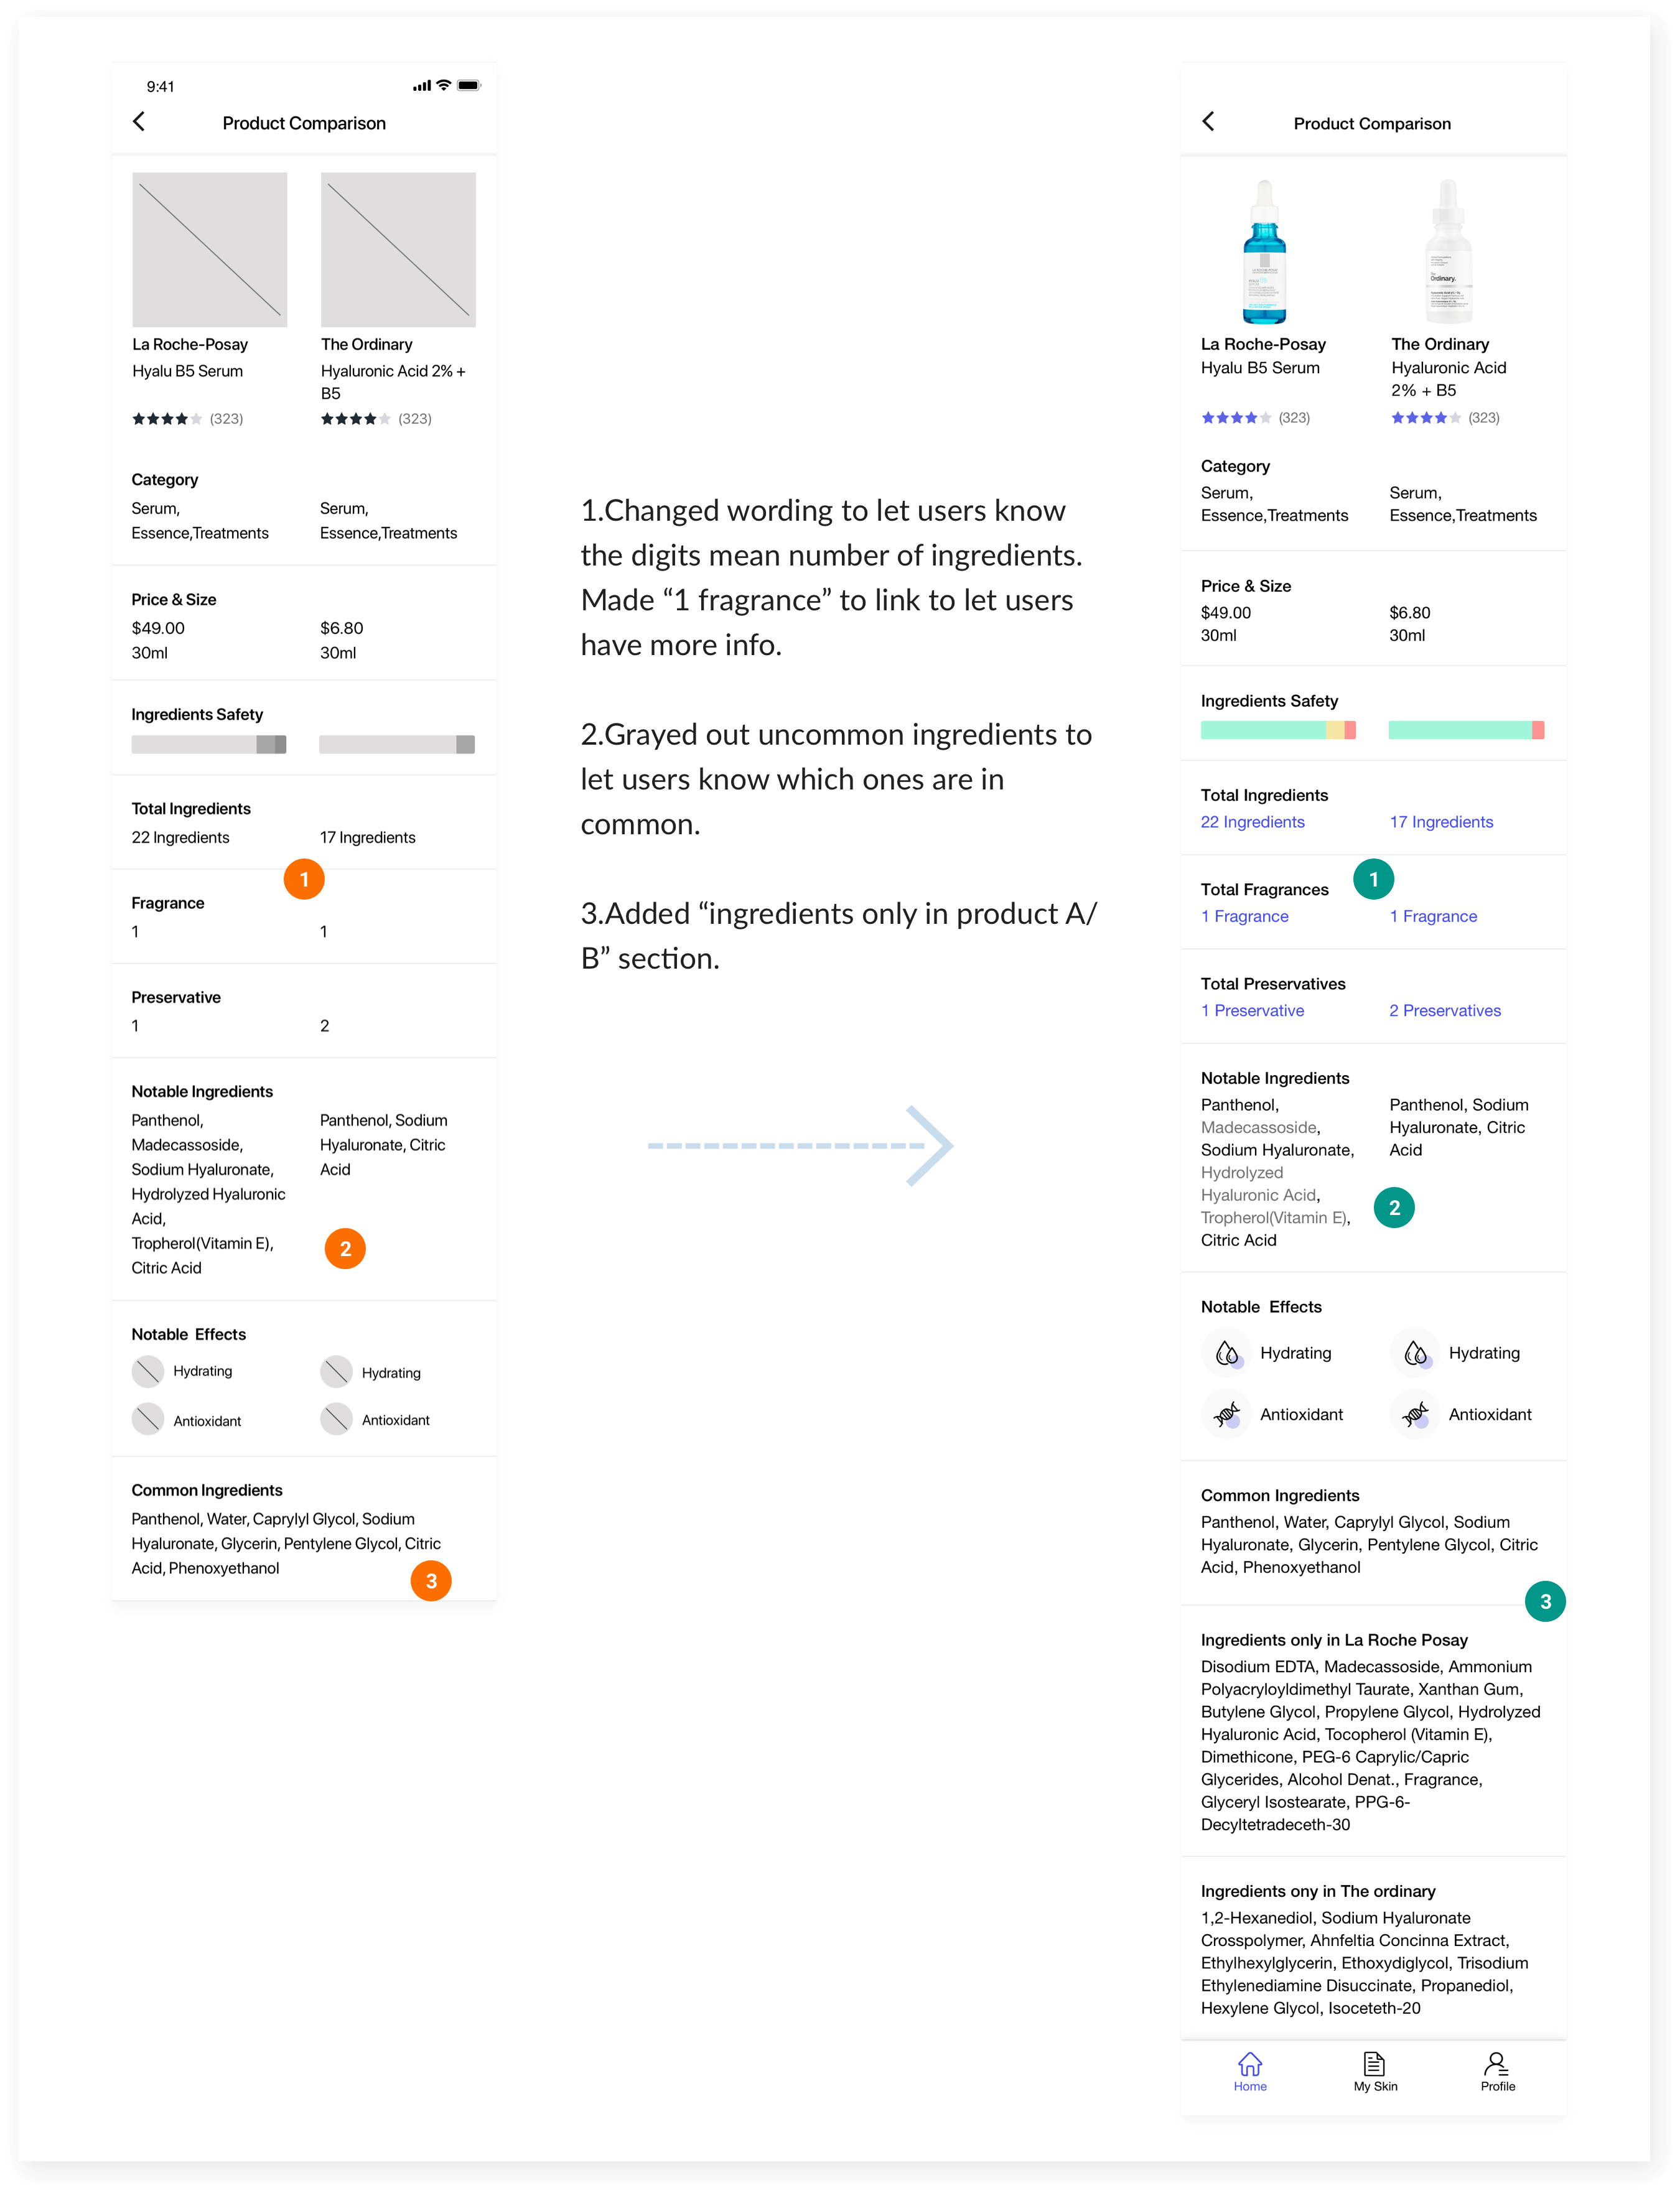 9:41
Product Comparison
La Roche-Posay
Hyalu B5 Serum
(323)
The Ordinary
Hyaluronic Acid 2% +
B5
(323)
Category
Serum,
Essence,Treatments
Serum,
Essence,Treatments
Price & Size
$49.00
30ml
$6.80
30ml
Ingredients Safety
Total Ingredients
22 Ingredients
17 Ingredients
1
Fragrance
1
1
Preservative
1
2
Notable Ingredients
Panthenol,
Madecassoside,
Sodium Hyaluronate,
Hydrolyzed Hyaluronic
Acid,
Tropherol(Vitamin E),
Citric Acid
Panthenol, Sodium
Hyaluronate, Citric
Acid
2
Notable Effects
Hydrating
Hydrating
Antioxidant
Antioxidant
Common Ingredients
Panthenol, Water, Caprylyl Glycol, Sodium
Hyaluronate, Glycerin, Pentylene Glycol, Citric
Acid, Phenoxyethanol
3
1.Changed wording to let users know
the digits mean number of ingredients.
Made “1 fragrance” to link to let users
have more info.
2.Grayed out uncommon ingredients to
let users know which ones are in
common.
3.Added “ingredients only in product A/
B” section.
Product Comparison
Ordinary.
La Roche-Posay
Hyalu B5 Serum
(323)
The Ordinary
Hyaluronic Acid
2% + B5
(323)
Category
Serum,
Essence,Treatments
Serum,
Essence,Treatments
Price & Size
$49.00
30ml
$6.80
30ml
Ingredients Safety
Total Ingredients
22 Ingredients
17 Ingredients
1
Total Fragrances
1 Fragrance
1 Fragrance
Total Preservatives
1 Preservative
2 Preservatives
Notable Ingredients
Panthenol,
Madecassoside,
Sodium Hyaluronate,
Hydrolyzed
Hyaluronic Acid,
Tropherol(Vitamin E),
Citric Acid
Panthenol, Sodium
Hyaluronate, Citric
Acid
2
Notable Effects
Hydrating
Hydrating
Antioxidant
Antioxidant
Common Ingredients
Panthenol, Water, Caprylyl Glycol, Sodium
Hyaluronate, Glycerin, Pentylene Glycol, Citric
Acid, Phenoxyethanol
3
Ingredients only in La Roche Posay
Disodium EDTA, Madecassoside, Ammonium
Polyacryloyldimethyl Taurate, Xanthan Gum,
Butylene Glycol, Propylene Glycol, Hydrolyzed
Hyaluronic Acid, Tocopherol (Vitamin E),
Dimethicone, PEG-6 Caprylic/Capric
Glycerides, Alcohol Denat., Fragrance,
Glyceryl Isostearate, PPG-6-
Decyltetradeceth-30
Ingredients ony in The ordinary
1,2-Hexanediol, Sodium Hyaluronate
Crosspolymer, Ahnfeltia Concinna Extract,
Ethylhexylglycerin, Ethoxydiglycol, Trisodium
Ethylenediamine Disuccinate, Propanediol,
Hexylene Glycol, Isoceteth-20
Home
My Skin
Profile